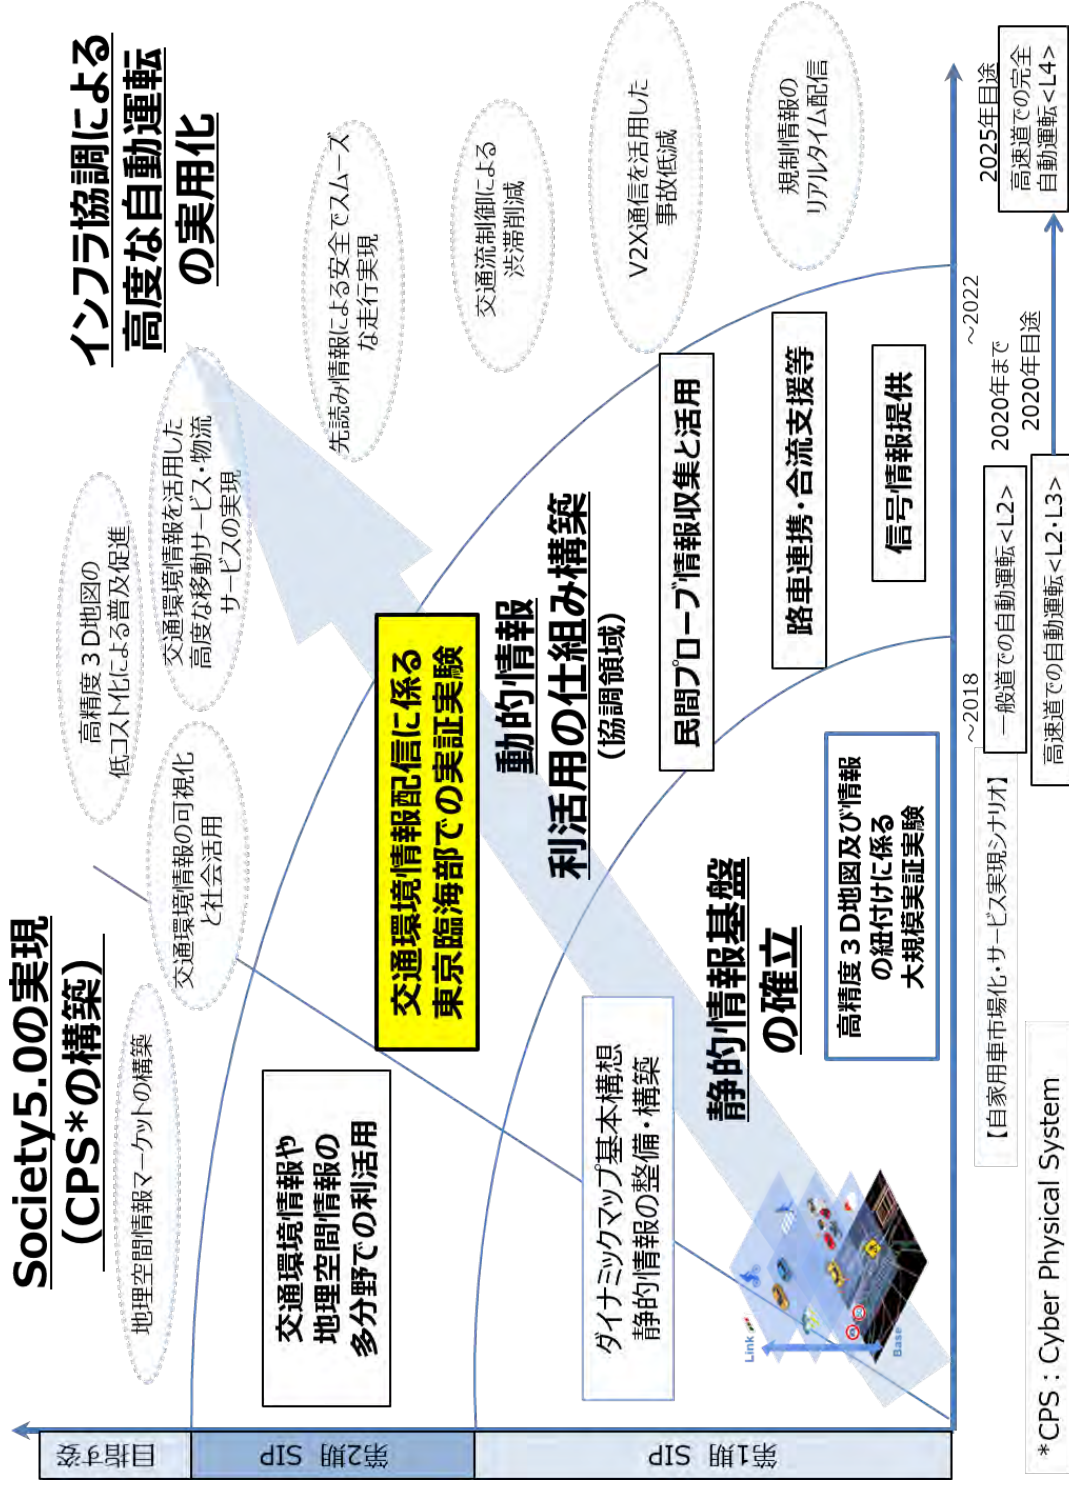 Society5.0の実現
(CPS*の構築)
インフラ協調による
高度な自動運転
の実用化
目指す姿
第2期 SIP
第1期 SIP
地理空間情報マーケットの構築
交通環境情報の可視化
と社会活用
高精度3D地図の
低コスト化による普及促進
交通環境情報を活用した
高度な移動サービス・物流
サービスの実現
先読み情報による安全でスムーズ
な走行実現
交通流制御による
渋滞削減
V2X通信を活用した
事故低減
規制情報の
リアルタイム配信
交通環境情報や
地理空間情報の
多分野での利活用
交通環境情報配信に係る
東京臨海部での実証実験
動的情報
利活用の仕組み構築
(協調領域)
民間プローブ情報収集と活用
路車連携・合流支援等
信号情報提供
ダイナミックマップ基本構想
静的情報の整備・構築
静的情報基盤
の確立
高精度3D地図及び情報
の紐付けに係る
大規模実証実験
Link
Base
～2018
～2022
【自家用車市場化・サービス実現シナリオ】
一般道での自動運転<L2>
2020年まで
高速道での自動運転<L2・L3>
2020年目途
2025年目途
高速道での完全
自動運転<L4>
*CPS：Cyber Physical System